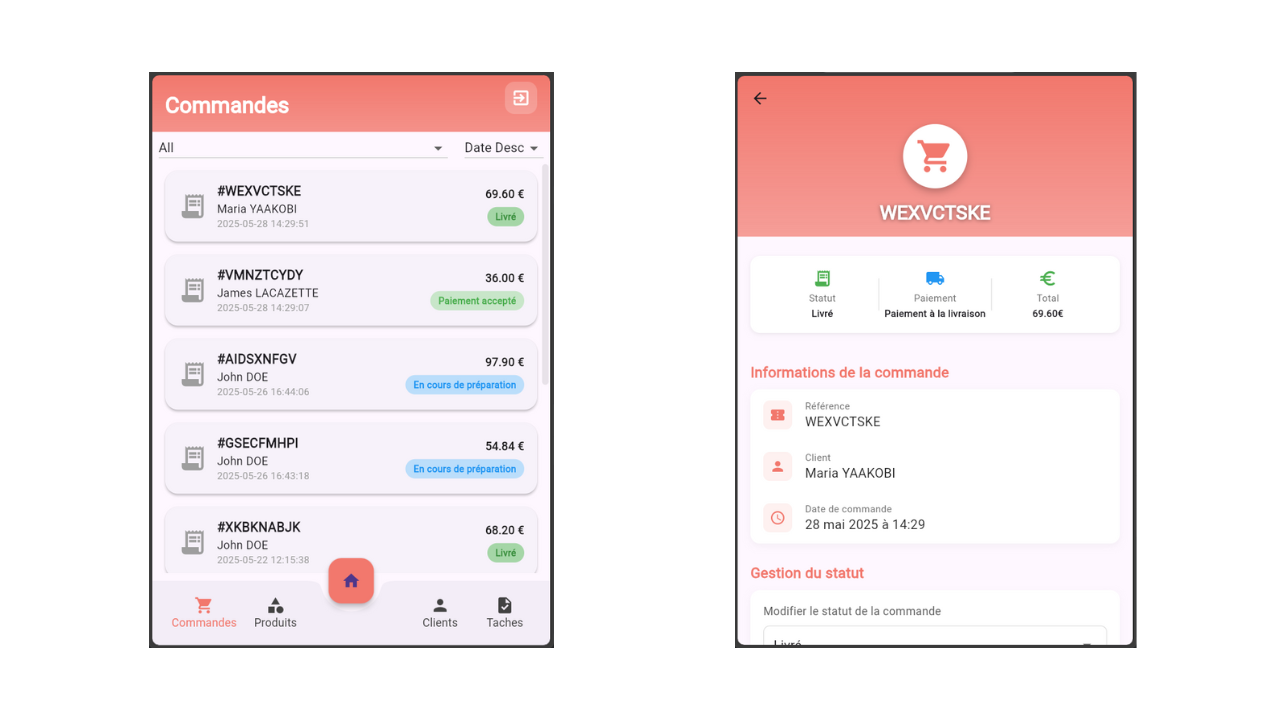 Commandes
All
Date Desc
#WEXVCTSKE
69.60 €
Maria YAAKOBI
Livré
2025-05-28 14:29:51
#VMNZTCYDY
36.00 €
James LACAZETTE
Paiement accepté
2025-05-28 14:29:07
#AIDSXNFGV
97.90 €
John DOE
En cours de préparation
2025-05-26 16:44:06
#GSECFMHPI
54.84 €
John DOE
En cours de préparation
2025-05-26 16:43:18
#XKBKNABJK
68.20 €
John DOE
Livré
2025-05-22 12:15:38
Commandes
Produits
Clients
Taches
WEXVCTSKE
Statut
Livré
Paiement
Paiement à la livraison
Total
69.60€
Informations de la commande
Référence
WEXVCTSKE
Client
Maria YAAKOBI
Date de commande
28 mai 2025 à 14:29
Gestion du statut
Modifier le statut de la commande
Livré